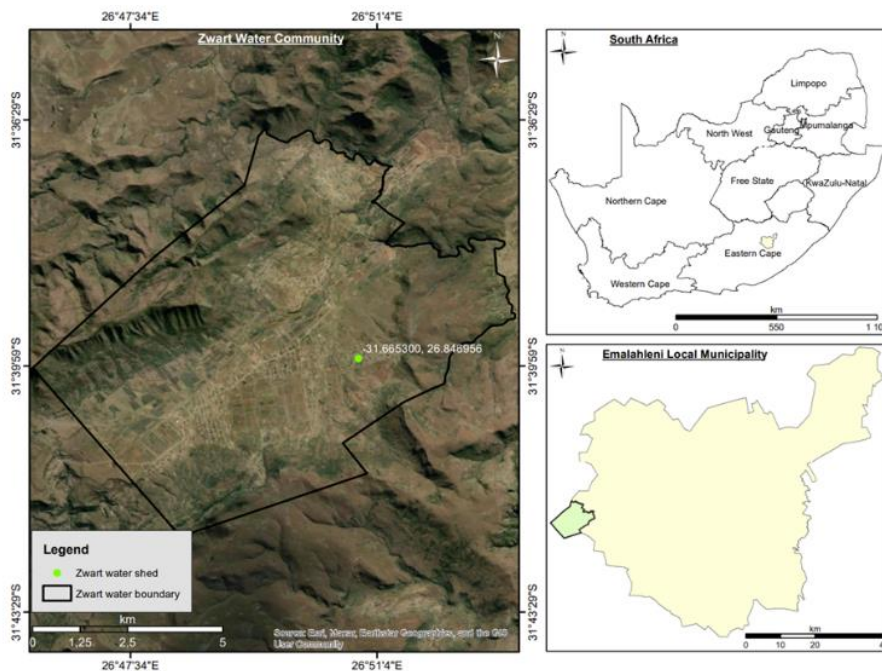 26°47'34"E
26°51'4"E
Zwart Water Community
N
31°36'29"S
31°36'29"S
-31.665300, 26.846956
31°39'59"S
31°39'59"S
31°43'29"S
31°43'29"S
Legend
Zwart water shed
Zwart water boundary
km
0 1,25 2,5 5
Source: Esri, Maxar, Earthstar Geographics, and the GIS
User Community
26°47'34"E
26°51'4"E
South Africa
N
Limpopo
North West
Gauteng
Mpumalanga
Free State
KwaZulu-Natal
Northern Cape
Eastern Cape
Western Cape
km
0 550 1 10
Emalahleni Local Municipality
N
km
0 10 20